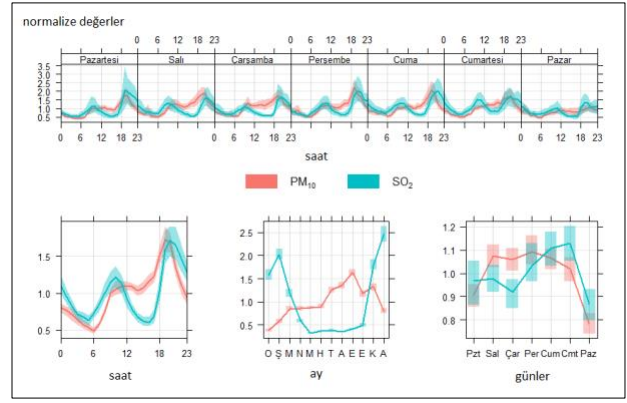 normalize değerler
0 6 12 18 23 0 6 12 18 23 0 6 12 18 23
Pazartesi Salı Çarşamba Perşembe Cuma Cumartesi Pazar
3.5
3.0
2.5
2.0
1.5
1.0
0.5
0 6 12 18 23 0 6 12 18 23 0 6 12 18 23 0 6 12 18 23
saat
PM₁₀ SO₂
1.5
1.0
0.5
0 6 12 18 23
saat
2.5
2.0
1.5
1.0
0.5
O Ş M N M H T A E E K A
ay
1.2
1.1
1.0
0.9
0.8
Pzt Sal Çar Per Cum Cmt Paz
günler